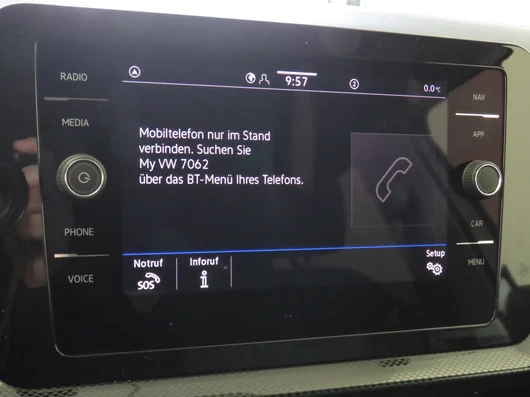 RADIO
MEDIA
PHONE
VOICE
9:57
2
0.0°C
Mobiltelefon nur im Stand
verbinden. Suchen Sie
My VW 7062
über das BT-Menü Ihres Telefons.
Notruf
SOS
Inforuf
i
Setup
NAV
APP
CAR
MENU